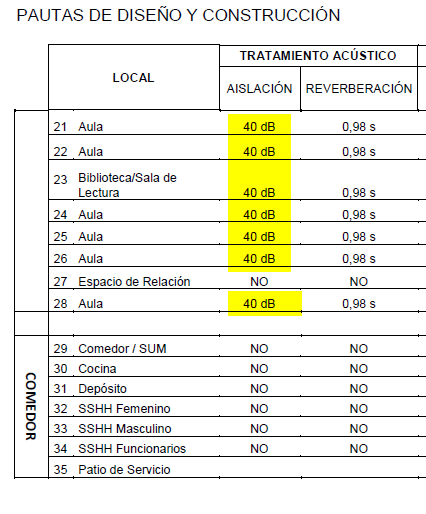 PAUTAS DE DISEÑO Y CONSTRUCCIÓN
LOCAL
TRATAMIENTO ACÚSTICO
AISLACIÓN REVERBERACIÓN
21 Aula 40 dB 0,98 s
22 Aula 40 dB 0,98 s
23 Biblioteca/Sala de
Lectura 40 dB 0,98 s
24 Aula 40 dB 0,98 s
25 Aula 40 dB 0,98 s
26 Aula 40 dB 0,98 s
27 Espacio de Relación NO NO
28 Aula 40 dB 0,98 s
COMEDOR
29 Comedor / SUM NO NO
30 Cocina NO NO
31 Depósito NO NO
32 SSHH Femenino NO NO
33 SSHH Masculino NO NO
34 SSHH Funcionarios NO NO
35 Patio de Servicio